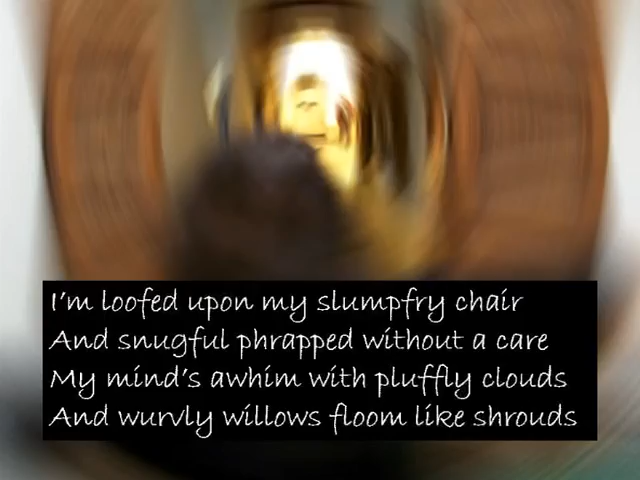 I'm loofed upon my slumpfry chair
And snugful phrapped without a care
My mind's awhim with pluffly clouds
And wurvly willows floom like shrouds